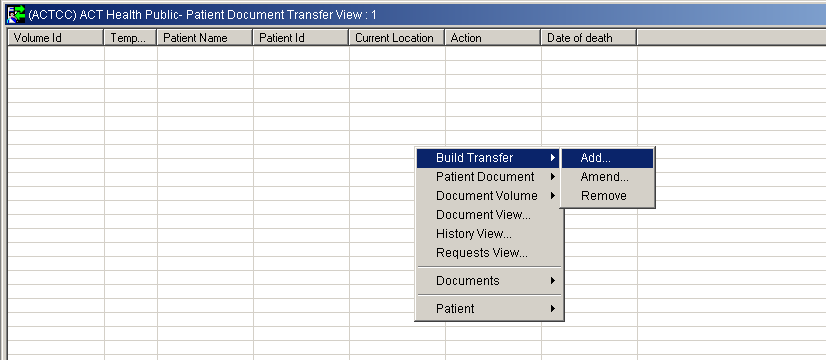 (ACTCC) ACT Health Public- Patient Document Transfer View : 1
Volume Id Temp... Patient Name Patient Id Current Location Action Date of death
Build Transfer Add...
Patient Document Amend...
Document Volume Remove
Document View...
History View...
Requests View...
Documents
Patient